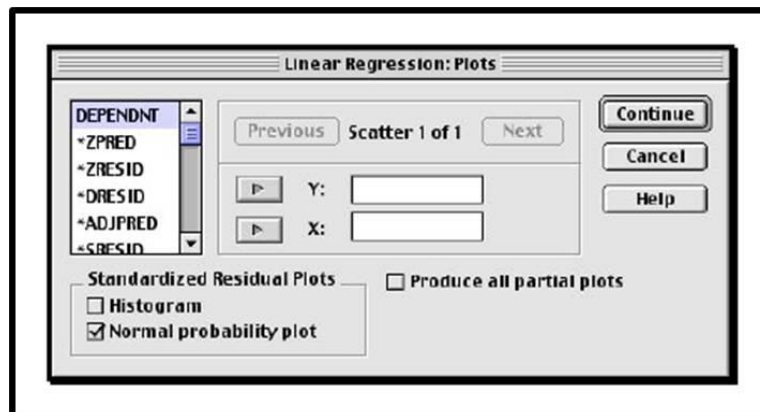 Linear Regression: Plots
DEPENDNT
*ZPRED
*ZRESID
*DRESID
*ADJPRED
*SRESID
Previous Scatter 1 of 1 Next
Y:
X:
Continue
Cancel
Help
Standardized Residual Plots
Histogram
Normal probability plot
Produce all partial plots